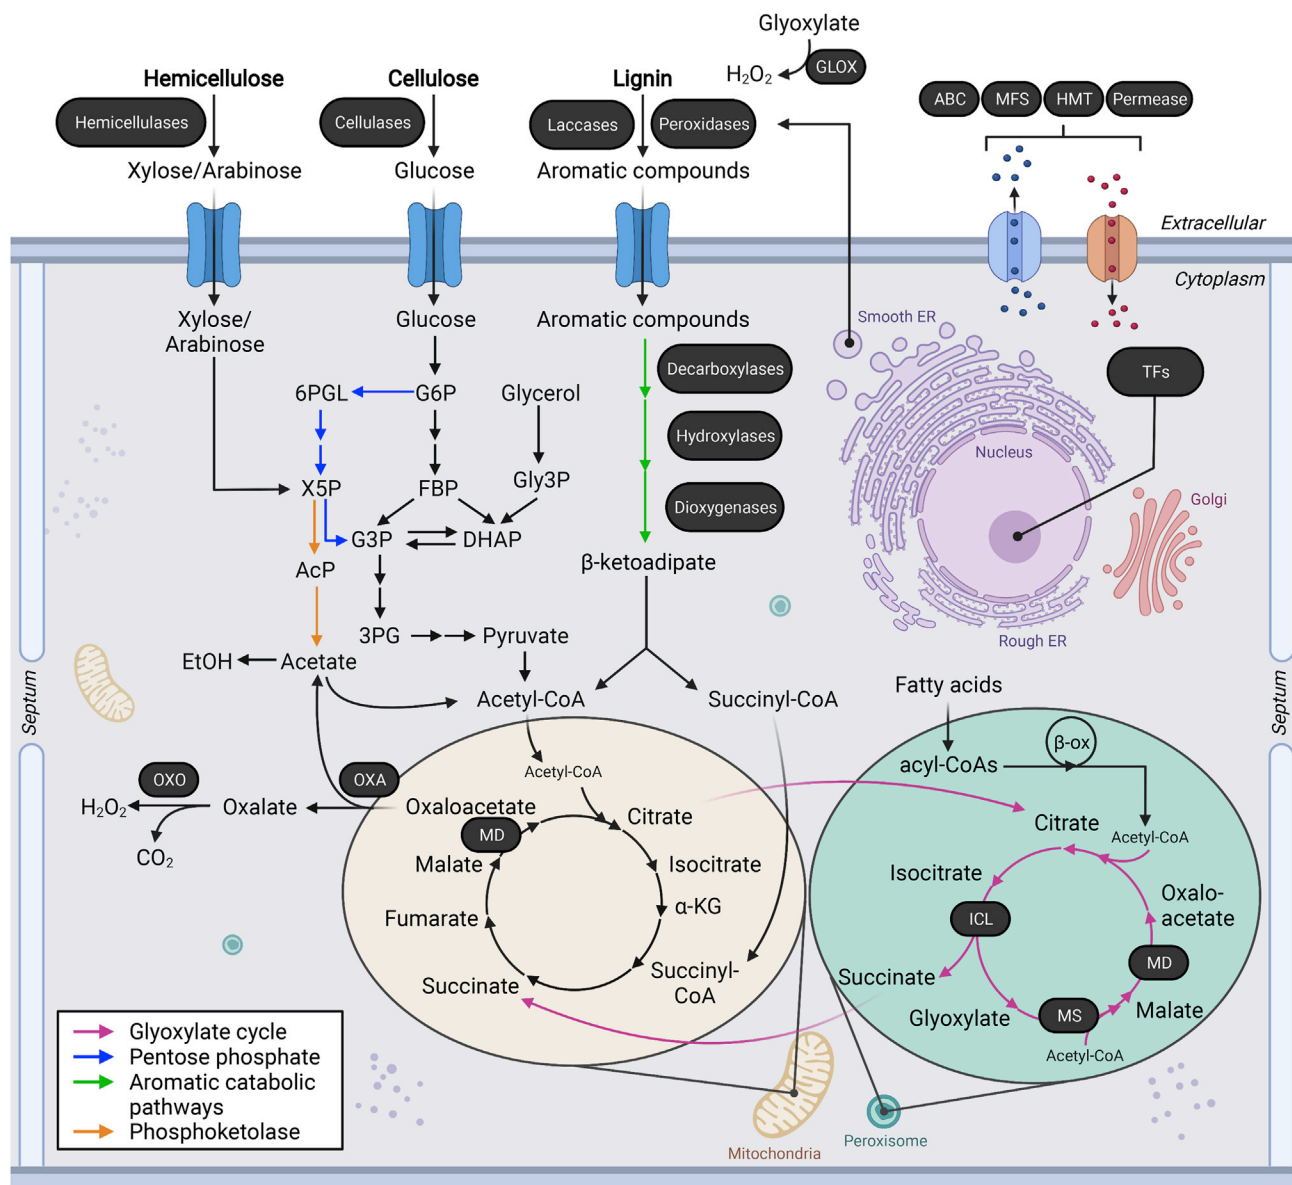 Glyoxylate
H₂O₂
GLOX
Hemicellulose
Cellulose
Lignin
ABC
MFS
HMT
Permease
Hemicellulases
Cellulases
Laccases
Peroxidases
Xylose/Arabinose
Glucose
Aromatic compounds
Extracellular
Cytoplasm
Xylose/
Arabinose
Glucose
Aromatic compounds
Smooth ER
Decarboxylases
TFs
6PGL
G6P
Glycerol
Hydroxylases
Nucleus
X5P
FBP
Gly3P
Dioxygenases
Golgi
G3P
DHAP
AcP
β-ketoadipate
3PG
Pyruvate
Rough ER
EtOH
Acetate
Septum
Acetyl-CoA
Succinyl-CoA
Fatty acids
Septum
β-ox
acyl-CoAs
OXO
OXA
Acetyl-CoA
H₂O₂
Oxalate
Oxaloacetate
Citrate
Citrate
Acetyl-CoA
MD
CO₂
Malate
Isocitrate
Isocitrate
Oxalo-
acetate
α-KG
Fumarate
ICL
MD
Succinate
Succinyl-
CoA
Succinate
Glyoxylate
MS
Malate
Acetyl-CoA
Glyoxylate cycle
Pentose phosphate
Aromatic catabolic
pathways
Phosphoketolase
Mitochondria
Peroxisome